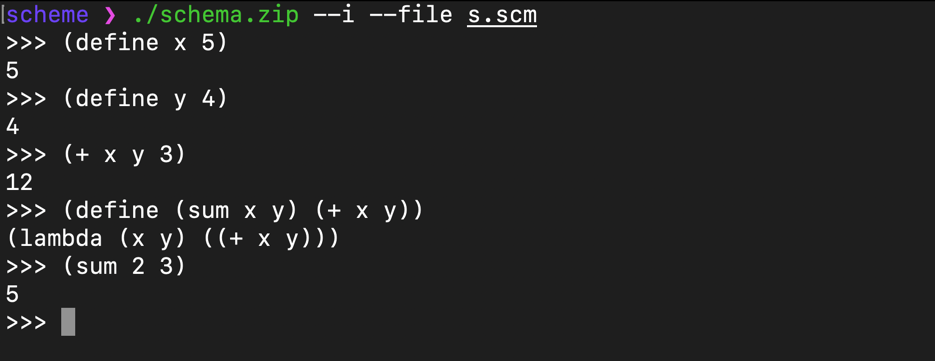 scheme ❯ ./schema.zip --i --file s.scm
>>> (define x 5)
5
>>> (define y 4)
4
>>> (+ x y 3)
12
>>> (define (sum x y) (+ x y))
(lambda (x y) ((+ x y)))
>>> (sum 2 3)
5
>>>